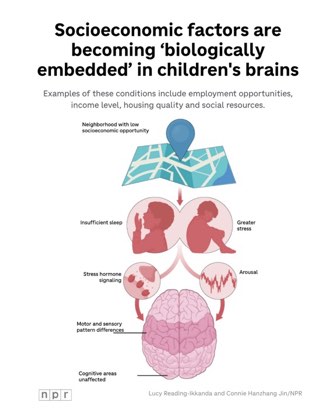 Socioeconomic factors are
becoming ‘biologically
embedded’ in children's brains
Examples of these conditions include employment opportunities,
income level, housing quality and social resources.
Neighborhood with low
socioeconomic opportunity
Insufficient sleep
Greater
stress
Stress hormone
signaling
Arousal
Motor and sensory
pattern differences
Cognitive areas
unaffected
npr
Lucy Reading-Ikkanda and Connie Hanzhang Jin/NPR